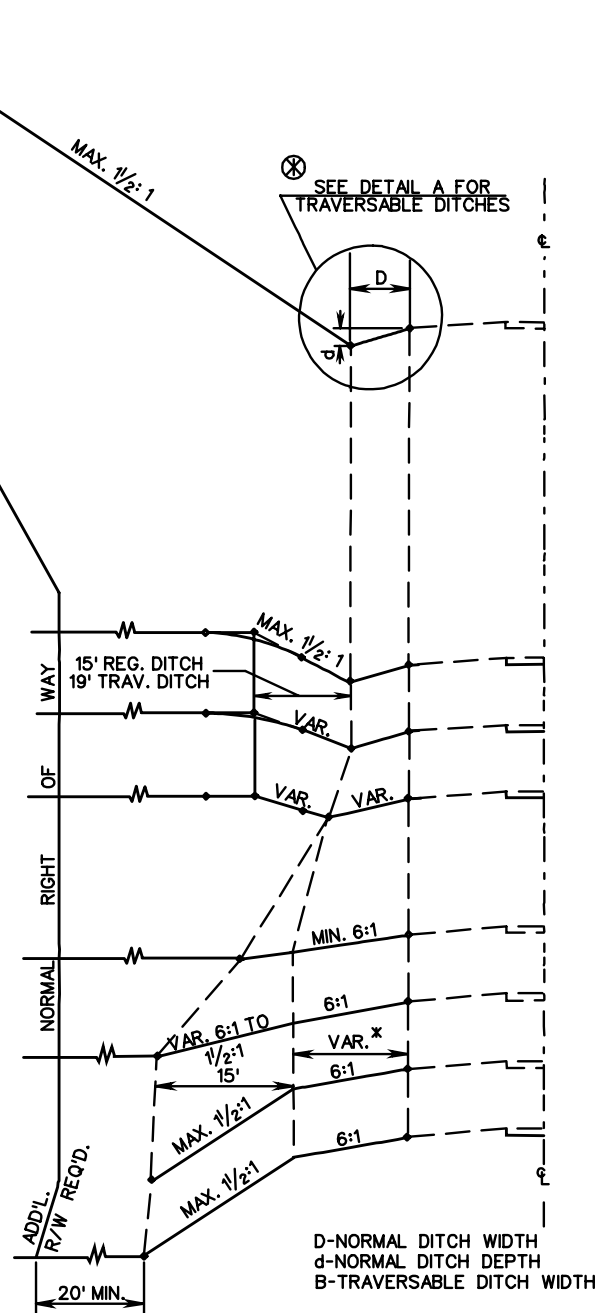 MAX. 1½: 1
SEE DETAIL A FOR
TRAVERSABLE DITCHES
℄
D
d
MAX. 1½: 1
15' REG. DITCH
19' TRAV. DITCH
VAR.
VAR.
VAR.
NORMAL RIGHT OF WAY
MIN. 6:1
6:1
VAR. 6:1 TO
1½:1
VAR.*
15'
6:1
MAX. 1½:1
6:1
MAX. 1½:1
℄
ADD'L.
R/W REQ'D.
D-NORMAL DITCH WIDTH
d-NORMAL DITCH DEPTH
B-TRAVERSABLE DITCH WIDTH
20' MIN.